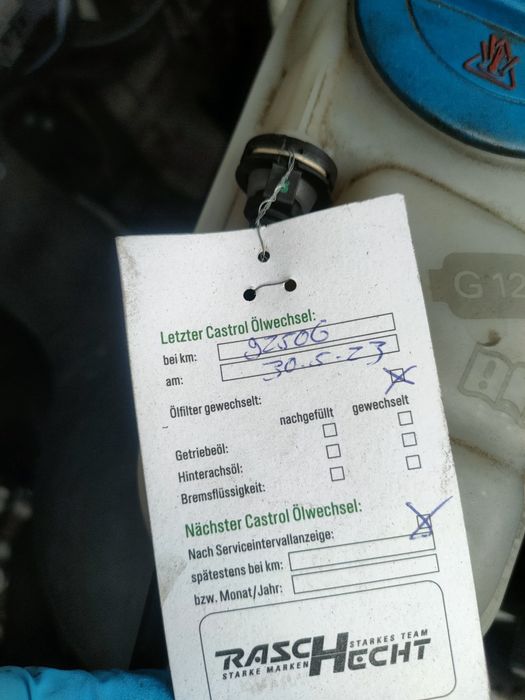 G 12
Letzter Castrol Ölwechsel:
bei km: 92506
am: 30.5.23
Ölfilter gewechselt:
nachgefüllt gewechselt
Getriebeöl:
Hinterachsöl:
Bremsflüssigkeit:
Nächster Castrol Ölwechsel:
Nach Serviceintervallanzeige:
spätestens bei km:
bzw. Monat/Jahr:
RASCHHECHT
STARKE MARKEN STARKES TEAM